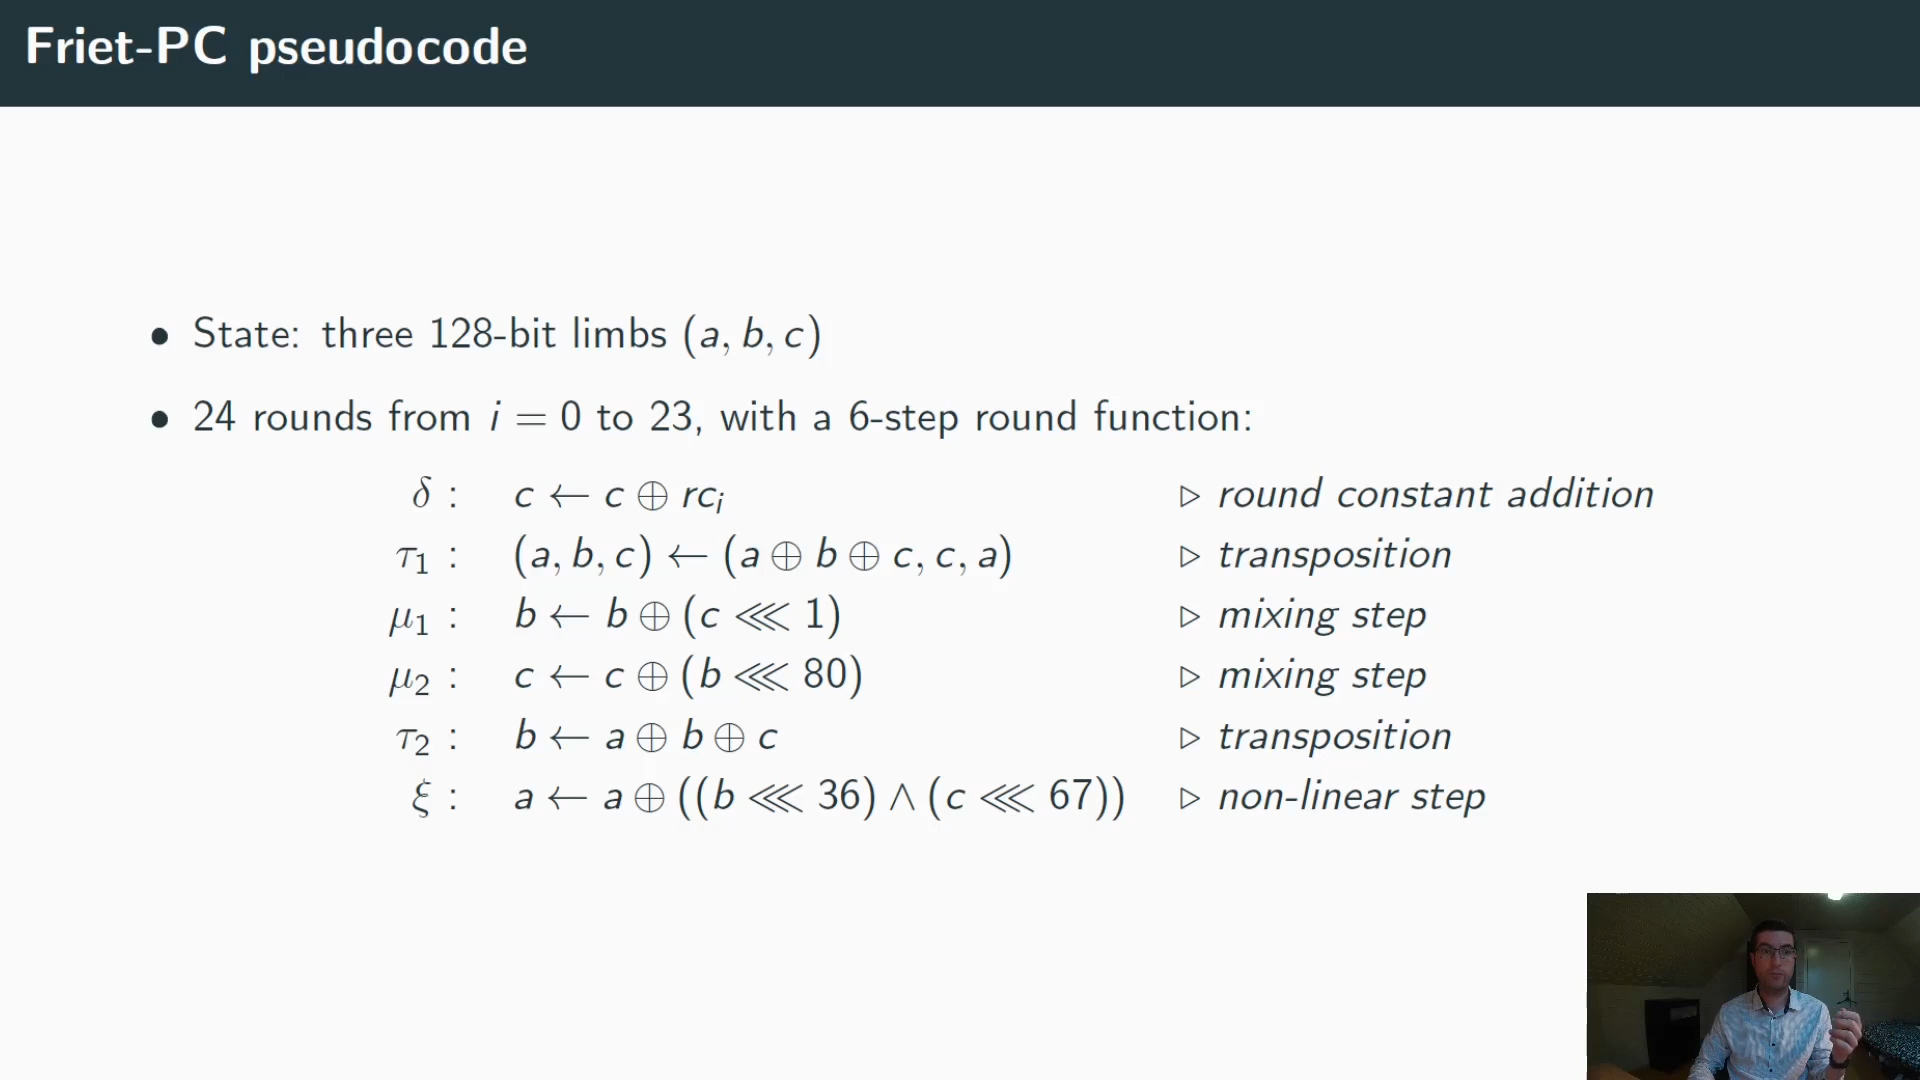 Friet-PC pseudocode
• State: three 128-bit limbs (a, b, c)
• 24 rounds from i = 0 to 23, with a 6-step round function:
δ : c ← c ⊕ rcᵢ ▷ round constant addition
τ₁ : (a, b, c) ← (a ⊕ b ⊕ c, c, a) ▷ transposition
μ₁ : b ← b ⊕ (c ⋘ 1) ▷ mixing step
μ₂ : c ← c ⊕ (b ⋘ 80) ▷ mixing step
τ₂ : b ← a ⊕ b ⊕ c ▷ transposition
ξ : a ← a ⊕ ((b ⋘ 36) ∧ (c ⋘ 67)) ▷ non-linear step